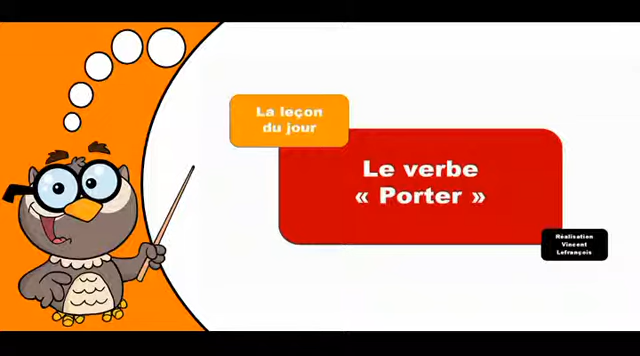 La leçon
du jour
Le verbe
« Porter »
Réalisation
Vincent
Lefrançois